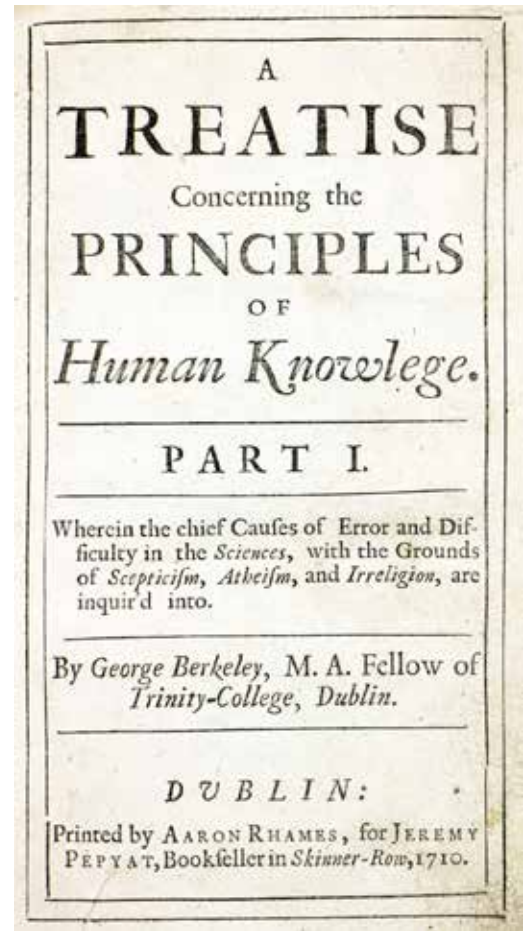 A
TREATISE
Concerning the
PRINCIPLES
OF
Human Knowlege.
PART I.
Wherein the chief Cauſes of Error and Dif-
ficulty in the Sciences, with the Grounds
of Scepticiſm, Atheiſm, and Irreligion, are
inquir'd into.
By George Berkeley, M. A. Fellow of
Trinity-College, Dublin.
DVBLIN:
Printed by AARON RHAMES, for JEREMY
PEPYAT, Bookſeller in Skinner-Row, 1710.